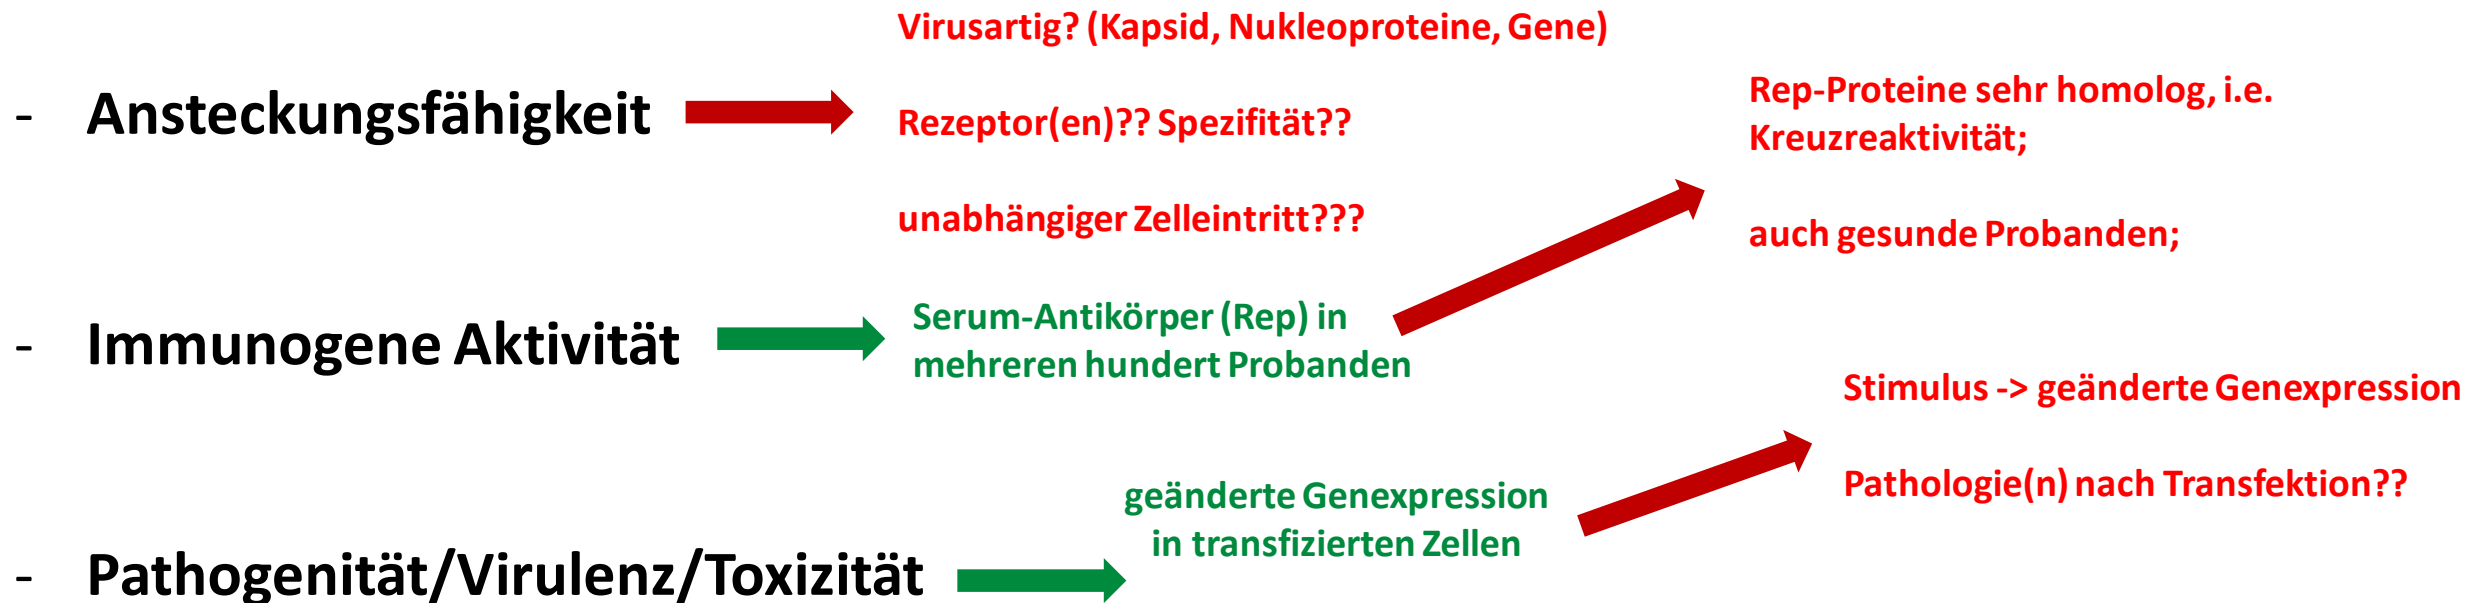 - Ansteckungsfähigkeit
Virusartig? (Kapsid, Nukleoproteine, Gene)
Rezeptor(en)?? Spezifität??
unabhängiger Zelleintritt???
- Immunogene Aktivität
Serum-Antikörper (Rep) in
mehreren hundert Probanden
Rep-Proteine sehr homolog, i.e.
Kreuzreaktivität;
auch gesunde Probanden;
- Pathogenität/Virulenz/Toxizität
geänderte Genexpression
in transfizierten Zellen
Stimulus -> geänderte Genexpression
Pathologie(n) nach Transfektion??